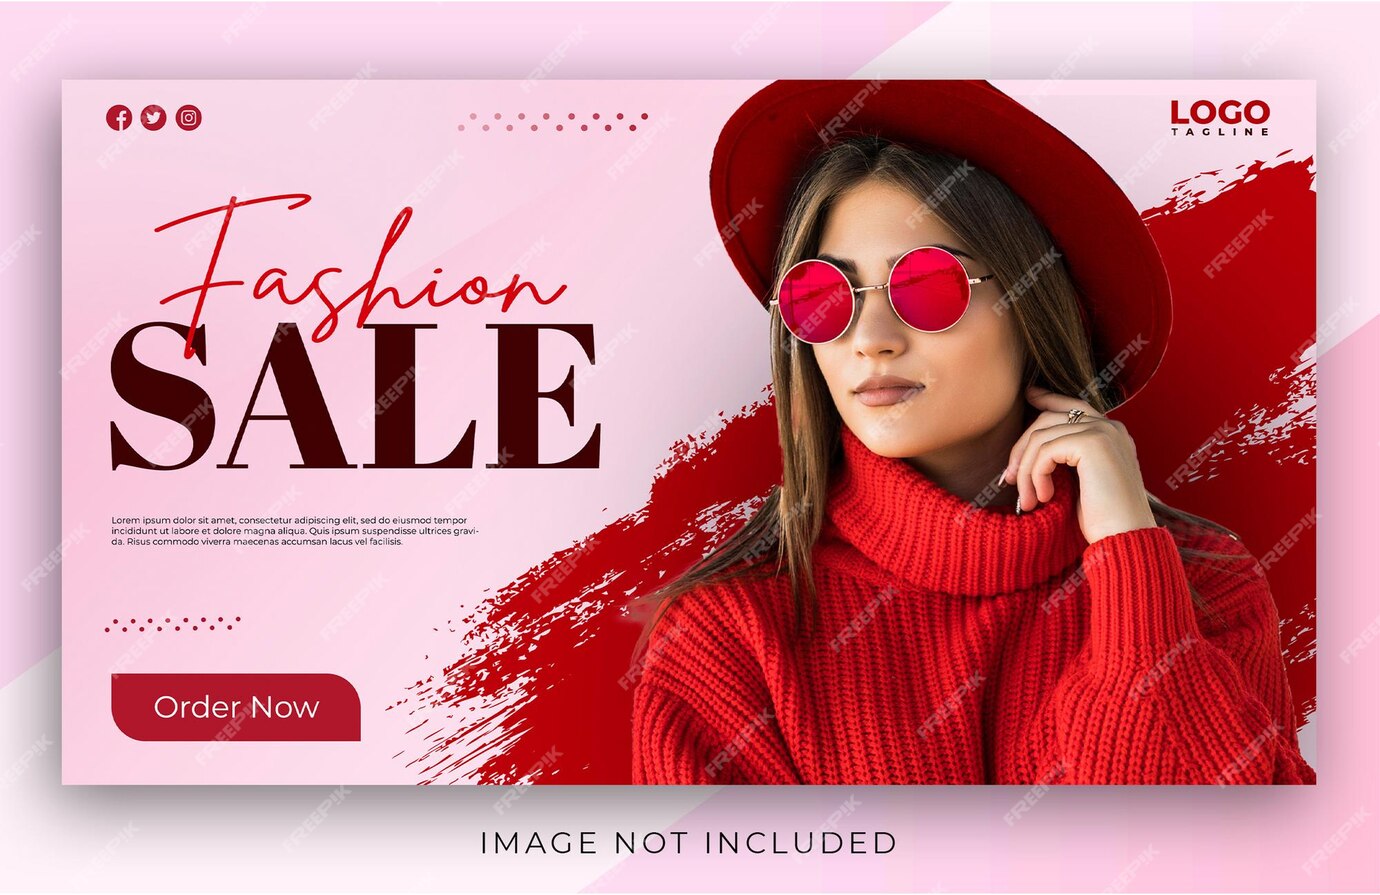 LOGO
TAGLINE
Fashion
SALE
Lorem ipsum dolor sit amet, consectetur adipiscing elit, sed do eiusmod tempor
incididunt ut labore et dolore magna aliqua. Quis ipsum suspendisse ultrices gravi-
da. Risus commodo viverra maecenas accumsan lacus vel facilisis.
Order Now
IMAGE NOT INCLUDED
FREEPIK